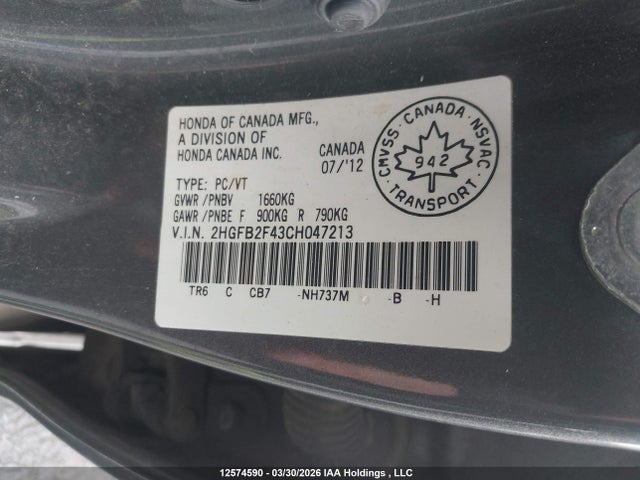 HONDA OF CANADA MFG.,
A DIVISION OF
HONDA CANADA INC.
CANADA
07/'12
CANADA
CMVSS NSVAC
942
TRANSPORT
TYPE: PC/VT
GVWR/PNBV 1660KG
GAWR/PNBE F 900KG R 790KG
V.I.N. 2HGFB2F43CH047213
TR6 C CB7 -NH737M -B -H
12574590 - 03/30/2026 IAA Holdings , LLC